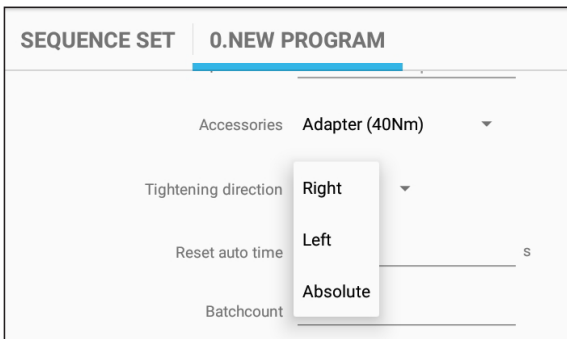 SEQUENCE SET 0.NEW PROGRAM
Accessories Adapter (40Nm)
Tightening direction Right
Left
Reset auto time s
Absolute
Batchcount